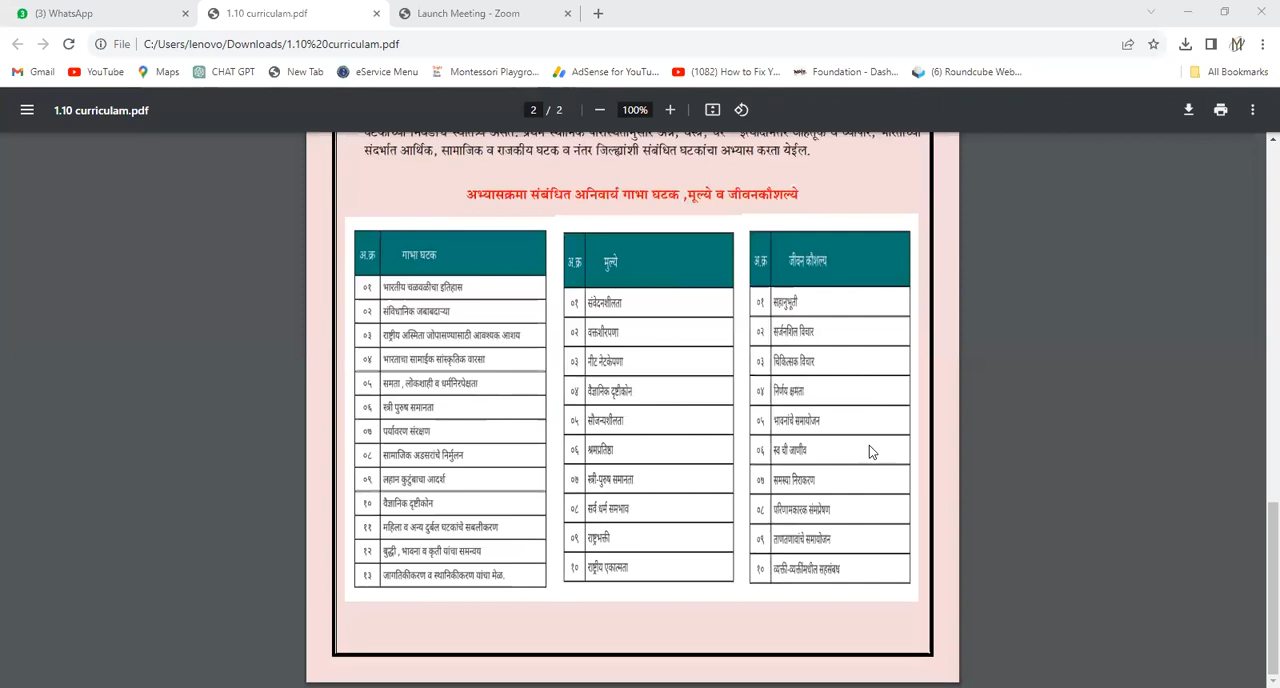 (3) WhatsApp
1.10 curriculam.pdf
Launch Meeting - Zoom
File C:/Users/lenovo/Downloads/1.10%20curriculam.pdf
Gmail YouTube Maps CHAT GPT New Tab eService Menu Montessori Playgro... AdSense for YouTu... (1082) How to Fix Y... Foundation - Dash... (6) Roundcube Web... All Bookmarks
1.10 curriculam.pdf 2 / 2 100%
संदर्भात आर्थिक, सामाजिक व राजकीय घटक व नंतर जिल्ह्यांशी संबंधित घटकांचा अभ्यास करता येईल.
अभ्यासक्रमा संबंधित अनिवार्य गाभा घटक ,मूल्ये व जीवनकौशल्ये
अ.क्र गाभा घटक
०१ भारतीय चळवळीचा इतिहास
०२ संविधानिक जबाबदाऱ्या
०३ राष्ट्रीय अस्मिता जोपासण्यासाठी आवश्यक आशय
०४ भारताचा सामाईक सांस्कृतिक वारसा
०५ समता , लोकशाही व धर्मनिरपेक्षता
०६ स्त्री पुरुष समानता
०७ पर्यावरण संरक्षण
०८ सामाजिक अडसरांचे निर्मुलन
०९ लहान कुटुंबाचा आदर्श
१० वैज्ञानिक दृष्टीकोन
११ महिला व अन्य दुर्बल घटकांचे सबलीकरण
१२ बुद्धी , भावना व कृती यांचा समन्वय
१३ जागतिकीकरण व स्थानिकीकरण यांचा मेळ.
अ.क्र मुल्ये
०१ संवेदनशीलता
०२ वक्तशीरपणा
०३ नीट नेटकेपणा
०४ वैज्ञानिक दृष्टीकोन
०५ सौजन्यशीलता
०६ श्रमप्रतिष्ठा
०७ स्त्री-पुरुष समानता
०८ सर्व धर्म समभाव
०९ राष्ट्रभक्ती
१० राष्ट्रीय एकात्मता
अ.क्र जीवन कौशल्य
०१ सहानुभूती
०२ सर्जनशिल विचार
०३ चिकित्सक विचार
०४ निर्णय क्षमता
०५ भावनांचे समायोजन
०६ स्व ची जाणीव
०७ समस्या निराकरण
०८ परिणामकारक संमप्रेषण
०९ ताणतणावांचे समायोजन
१० व्यक्ती-व्यक्तींमधील सहसंबध